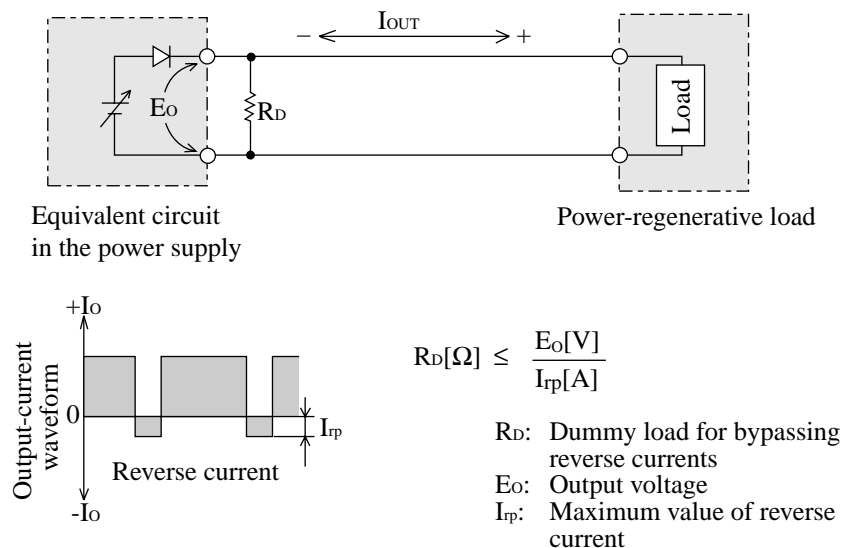 IOUT
− +
EO
RD
Load
Equivalent circuit
in the power supply
Power-regenerative load
+IO
Output-current
waveform
0
Irp
Reverse current
-IO
RD[Ω] ≤ EO[V]
Irp[A]
RD: Dummy load for bypassing
reverse currents
EO: Output voltage
Irp: Maximum value of reverse
current